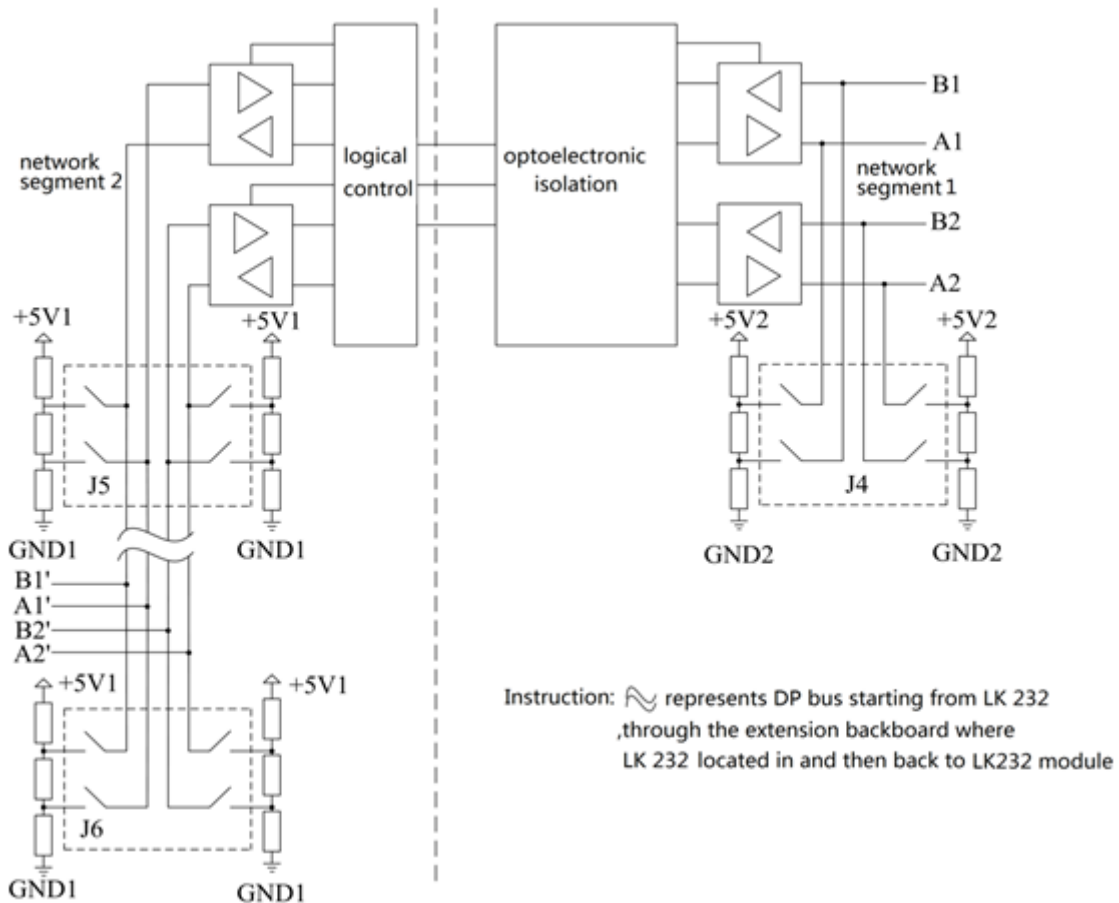 B1
A1
network
segment 1
B2
A2
network
segment 2
logical
control
optoelectronic
isolation
+5V1
+5V1
+5V2
+5V2
J5
J4
GND1
GND1
GND2
GND2
B1'
A1'
B2'
A2'
+5V1
+5V1
J6
GND1
GND1
Instruction: represents DP bus starting from LK 232
,through the extension backboard where
LK 232 located in and then back to LK232 module